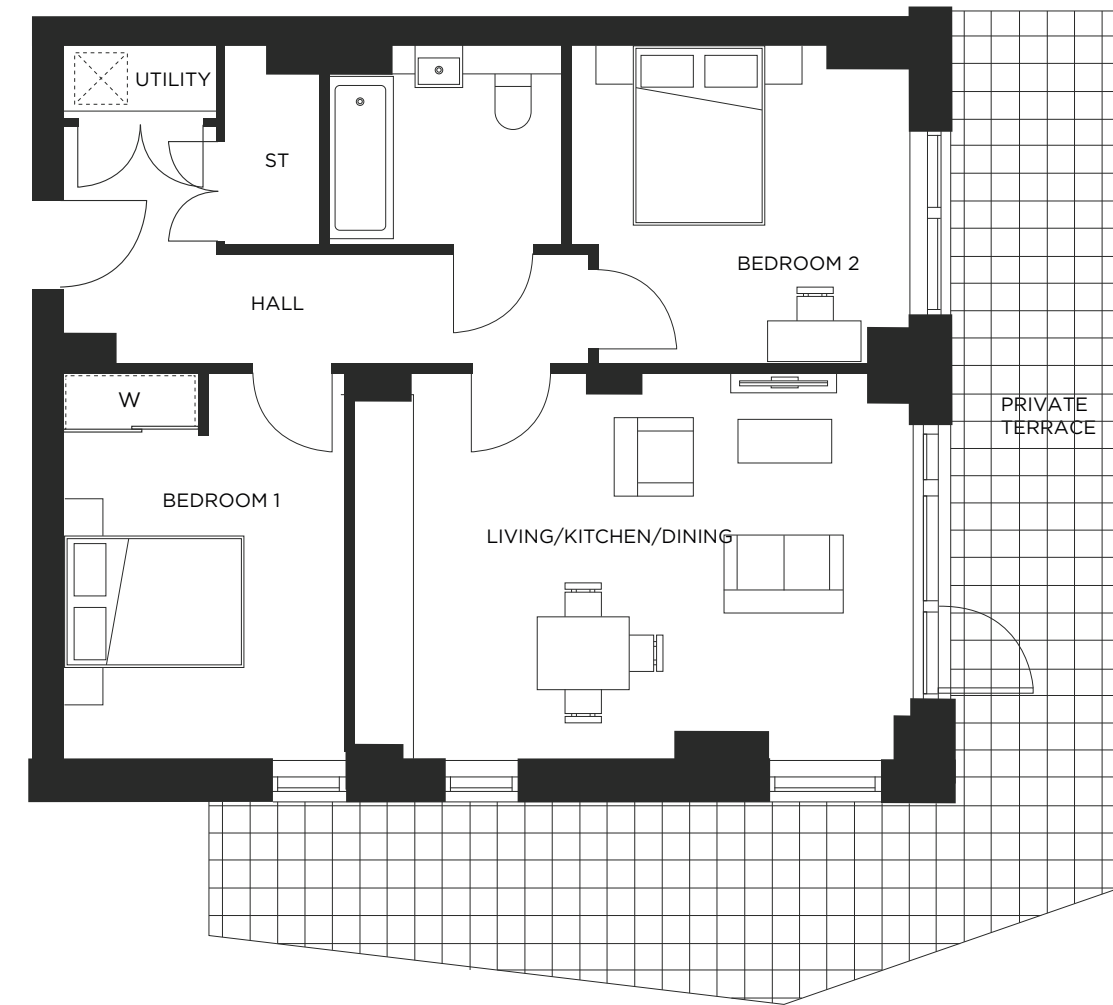 UTILITY
ST
BEDROOM 2
HALL
W
PRIVATE
TERRACE
BEDROOM 1
LIVING/KITCHEN/DINING